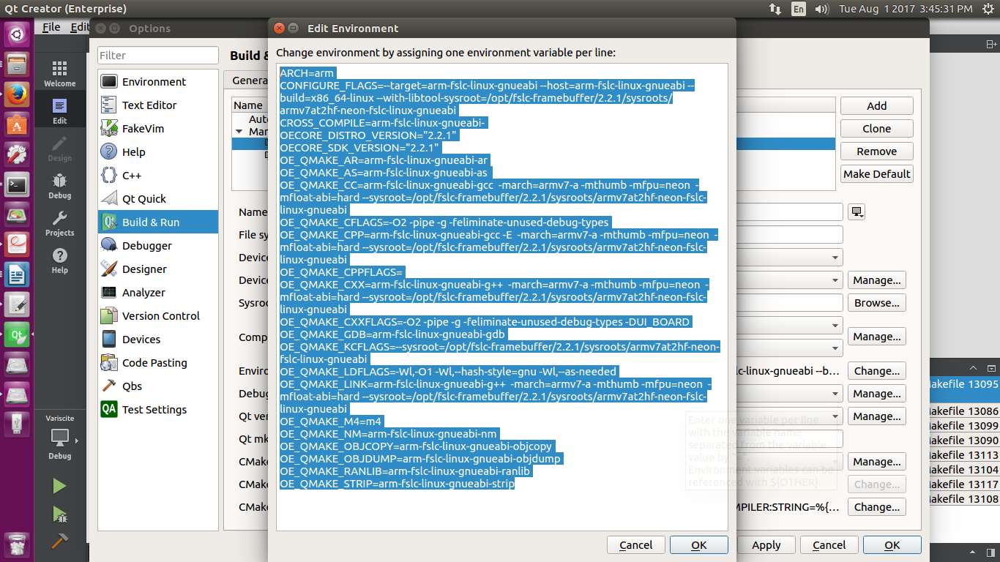 Qt Creator (Enterprise)
En
Tue Aug 1 2017 3:45:31 PM
File
Edit
Options
Edit Environment
Filter
Build &
Change environment by assigning one environment variable per line:
Welcome
Edit
Design
Debug
Projects
Help
Variscite
Debug
Environment
Text Editor
FakeVim
Help
C++
Qt Quick
Build & Run
Debugger
Designer
Analyzer
Version Control
Devices
Code Pasting
Qbs
Test Settings
Genera
Name
Auto
Man
Name
File sy
Device
Device
Sysroo
Comp
Enviro
Debug
Qt ver
Qt mk
CMake
CMake
CMake
ARCH=arm
CONFIGURE_FLAGS=--target=arm-fslc-linux-gnueabi --host=arm-fslc-linux-gnueabi --
build=x86_64-linux --with-libtool-sysroot=/opt/fslc-framebuffer/2.2.1/sysroots/
armv7at2hf-neon-fslc-linux-gnueabi
CROSS_COMPILE=arm-fslc-linux-gnueabi-
OECORE_DISTRO_VERSION="2.2.1"
OECORE_SDK_VERSION="2.2.1"
OE_QMAKE_AR=arm-fslc-linux-gnueabi-ar
OE_QMAKE_AS=arm-fslc-linux-gnueabi-as
OE_QMAKE_CC=arm-fslc-linux-gnueabi-gcc  -march=armv7-a -mthumb -mfpu=neon  -
mfloat-abi=hard --sysroot=/opt/fslc-framebuffer/2.2.1/sysroots/armv7at2hf-neon-fslc-
linux-gnueabi
OE_QMAKE_CFLAGS=-O2 -pipe -g -feliminate-unused-debug-types
OE_QMAKE_CPP=arm-fslc-linux-gnueabi-gcc -E  -march=armv7-a -mthumb -mfpu=neon  -
mfloat-abi=hard --sysroot=/opt/fslc-framebuffer/2.2.1/sysroots/armv7at2hf-neon-fslc-
linux-gnueabi
OE_QMAKE_CPPFLAGS=
OE_QMAKE_CXX=arm-fslc-linux-gnueabi-g++  -march=armv7-a -mthumb -mfpu=neon  -
mfloat-abi=hard --sysroot=/opt/fslc-framebuffer/2.2.1/sysroots/armv7at2hf-neon-fslc-
linux-gnueabi
OE_QMAKE_CXXFLAGS=-O2 -pipe -g -feliminate-unused-debug-types -DUI_BOARD
OE_QMAKE_GDB=arm-fslc-linux-gnueabi-gdb
OE_QMAKE_KCFLAGS=--sysroot=/opt/fslc-framebuffer/2.2.1/sysroots/armv7at2hf-neon-
fslc-linux-gnueabi
OE_QMAKE_LDFLAGS=-Wl,-O1 -Wl,--hash-style=gnu -Wl,--as-needed
OE_QMAKE_LINK=arm-fslc-linux-gnueabi-g++  -march=armv7-a -mthumb -mfpu=neon  -
mfloat-abi=hard --sysroot=/opt/fslc-framebuffer/2.2.1/sysroots/armv7at2hf-neon-fslc-
linux-gnueabi
OE_QMAKE_M4=m4
OE_QMAKE_NM=arm-fslc-linux-gnueabi-nm
OE_QMAKE_OBJCOPY=arm-fslc-linux-gnueabi-objcopy
OE_QMAKE_OBJDUMP=arm-fslc-linux-gnueabi-objdump
OE_QMAKE_RANLIB=arm-fslc-linux-gnueabi-ranlib
OE_QMAKE_STRIP=arm-fslc-linux-gnueabi-strip
Enter one variable per line
with the variable name
separated from the variable
value by "=".
Environment variables can be
referenced with ${OTHER}.
Cancel
OK
Add
Clone
Remove
Make Default
Manage...
Browse...
Manage...
lc-linux-gnueabi --b...
Change...
Manage...
Manage...
Manage...
Change...
MPILER:STRING=%{...
Change...
Apply
Cancel
OK
Makefile 13095
Makefile 13086
Makefile 13099
Makefile 13090
Makefile 13113
Makefile 13104
Makefile 13117
Makefile 13108